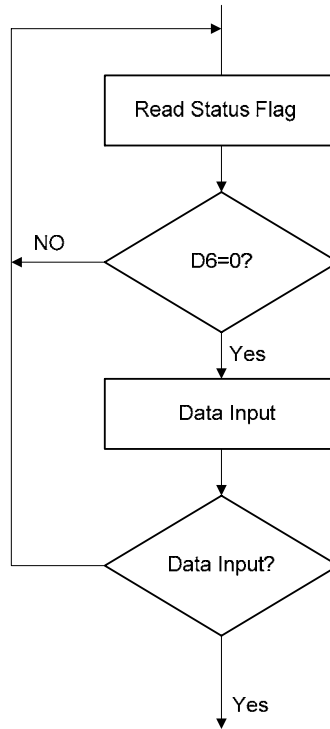 Read Status Flag
NO
D6=0?
Yes
Data Input
Data Input?
Yes